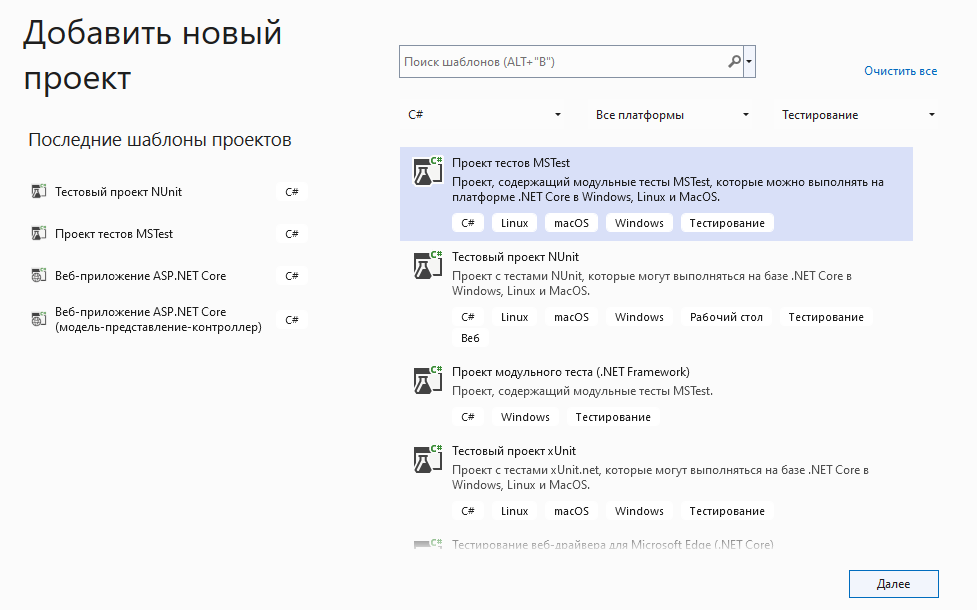 Добавить новый
проект
Последние шаблоны проектов
Тестовый проект NUnit C#
Проект тестов MSTest C#
Веб-приложение ASP.NET Core C#
Веб-приложение ASP.NET Core
(модель-представление-контроллер) C#
Поиск шаблонов (ALT+"В")
Очистить все
C# Все платформы Тестирование
Проект тестов MSTest
Проект, содержащий модульные тесты MSTest, которые можно выполнять на
платформе .NET Core в Windows, Linux и MacOS.
C# Linux macOS Windows Тестирование
Тестовый проект NUnit
Проект с тестами NUnit, которые могут выполняться на базе .NET Core в
Windows, Linux и MacOS.
C# Linux macOS Windows Рабочий стол Тестирование
Веб
Проект модульного теста (.NET Framework)
Проект, содержащий модульные тесты MSTest.
C# Windows Тестирование
Тестовый проект xUnit
Проект с тестами xUnit.net, которые могут выполняться на базе .NET Core в
Windows, Linux и MacOS.
C# Linux macOS Windows Тестирование
Тестирование веб-драйвера для Microsoft Edge (.NET Core)
Далее